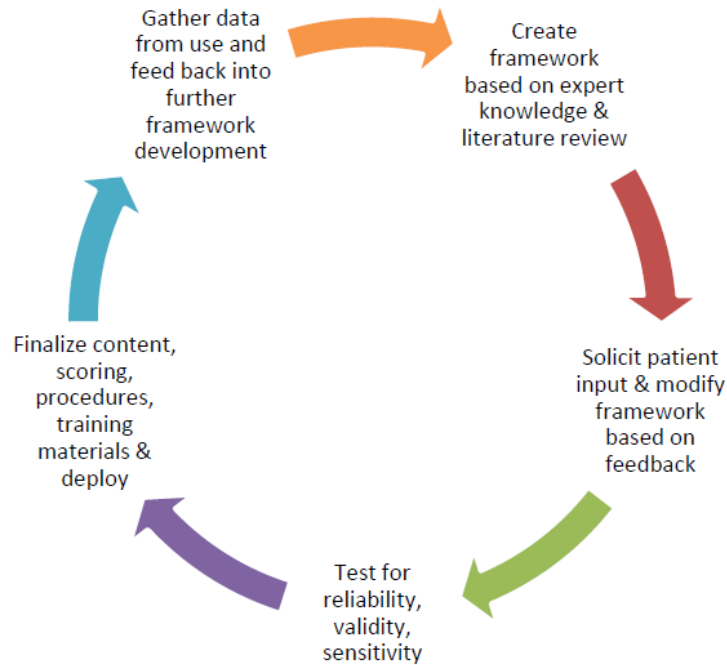 Gather data
from use and
feed back into
further
framework
development
Create
framework
based on expert
knowledge &
literature review
Solicit patient
input & modify
framework
based on
feedback
Test for
reliability,
validity,
sensitivity
Finalize content,
scoring,
procedures,
training
materials &
deploy